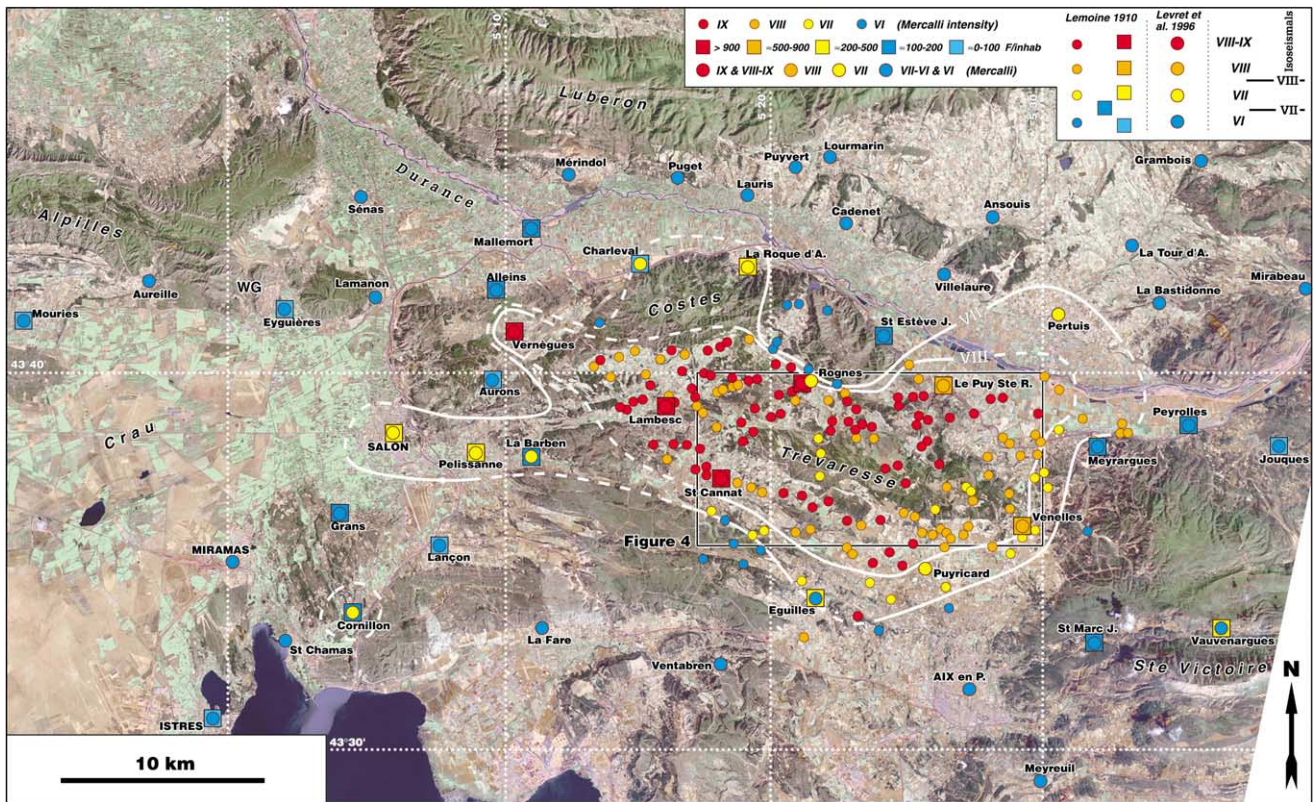 IX VIII VII VI (Mercalli intensity)
> 900 ≈500-900 ≈200-500 ≈100-200 ≈0-100 F/inhab
IX & VIII-IX VIII VII VII-VI & VI (Mercalli)
Lemoine 1910
Levret et
al. 1996
Isoseismals
VIII-IX
VIII
VIII
VII
VII
VI
5°10
5°20
Luberon
Mérindol
Puget
Puyvert
Lourmarin
Grambois
Sénas
Durance
Lauris
Cadenet
Ansouis
Alpilles
Mallemort
Charleval
La Roque d'A.
La Tour d'A.
Aureille
WG
Lamanon
Alleins
Villelaure
La Bastidonne
Mirabeau
Mouries
Eyguières
Costes
St Estève J.
Pertuis
Vernègues
VIII
43°40
Aurons
Rognes
Le Puy Ste R.
Crau
SALON
Lambesc
Peyrolles
Pelissanne
La Barben
Trevaresse
Meyrargues
Jouques
St Cannat
Grans
Figure 4
Venelles
MIRAMAS
Lançon
Puyricard
Eguilles
Cornillon
St Chamas
La Fare
St Marc J.
Vauvenargues
Ventabren
Ste Victoire
AIX en P.
N
ISTRES
43°30'
10 km
Meyreuil